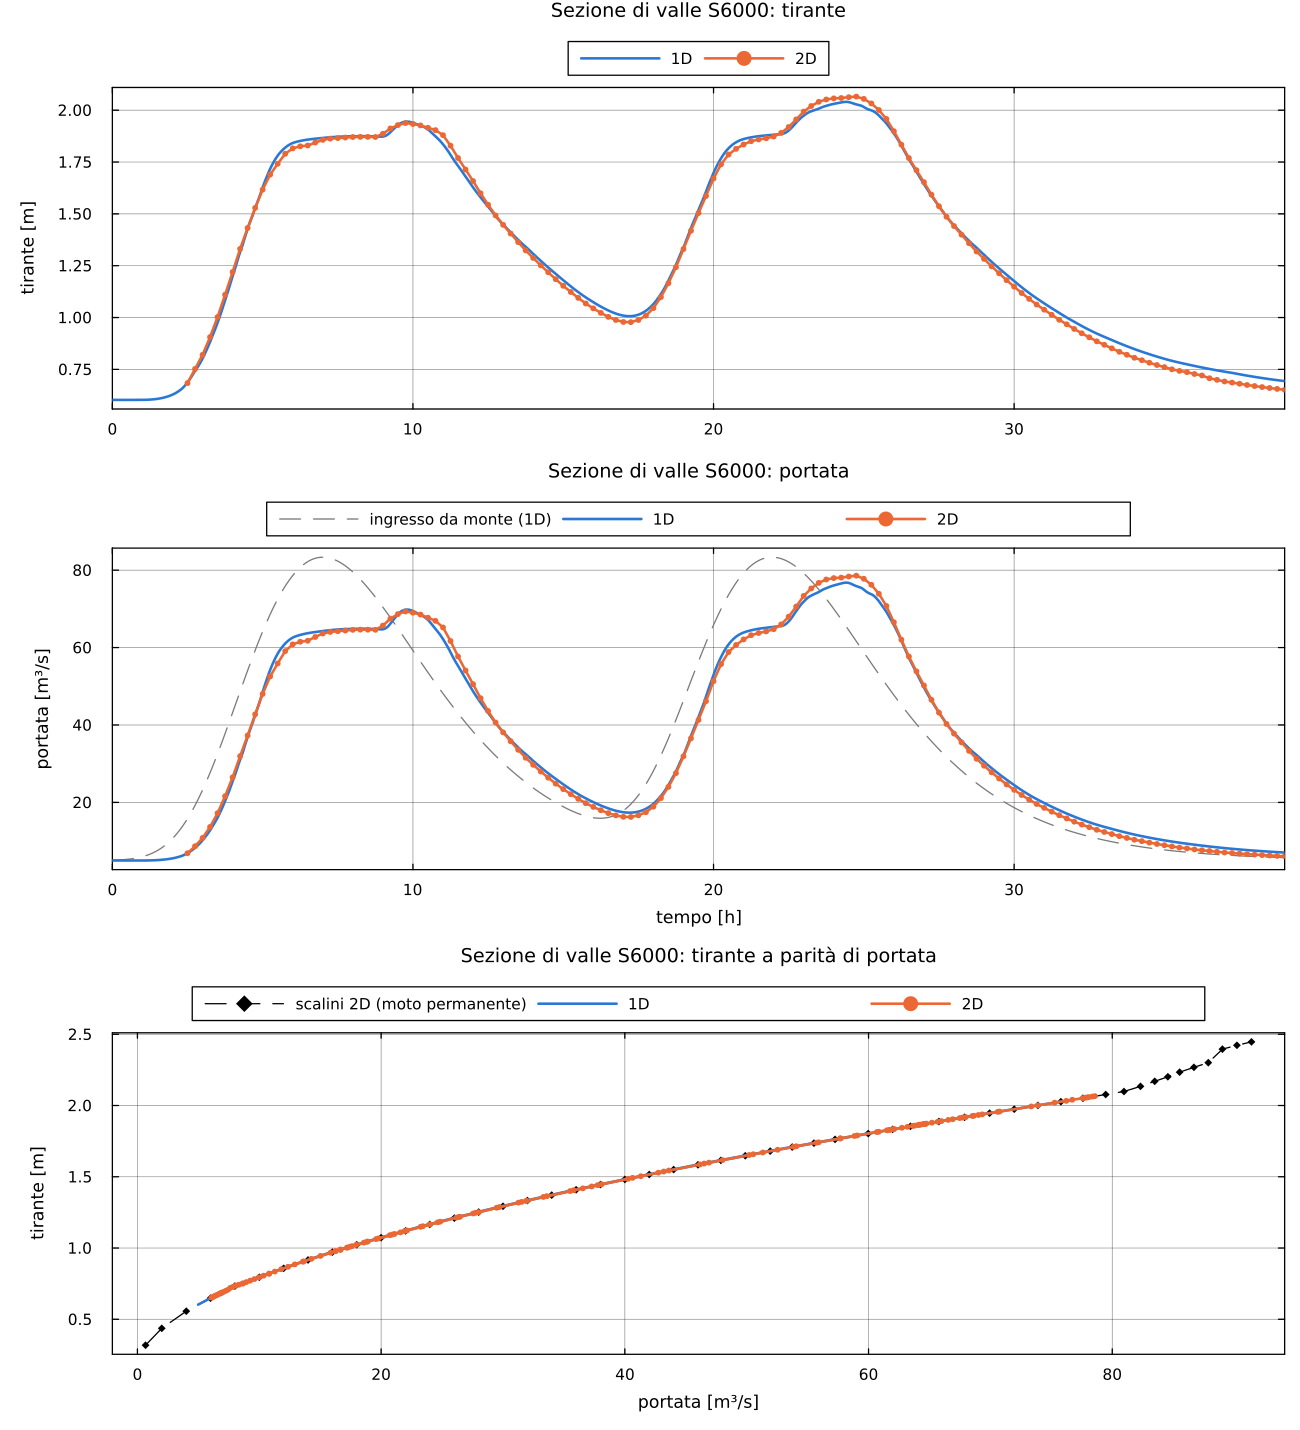 Sezione di valle S6000: tirante
1D 2D
2.00
1.75
1.50
1.25
1.00
0.75
tirante [m]
0 10 20 30
Sezione di valle S6000: portata
ingresso da monte (1D) 1D 2D
80
60
40
20
portata [m³/s]
0 10 20 30
tempo [h]
Sezione di valle S6000: tirante a parità di portata
scalini 2D (moto permanente) 1D 2D
2.5
2.0
1.5
1.0
0.5
tirante [m]
0 20 40 60 80
portata [m³/s]